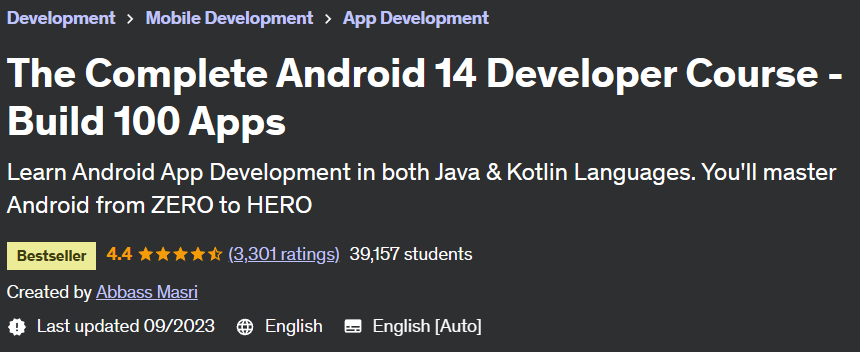 Development > Mobile Development > App Development
The Complete Android 14 Developer Course -
Build 100 Apps
Learn Android App Development in both Java & Kotlin Languages. You'll master
Android from ZERO to HERO
Bestseller 4.4 (3,301 ratings) 39,157 students
Created by Abbass Masri
Last updated 09/2023 English English [Auto]